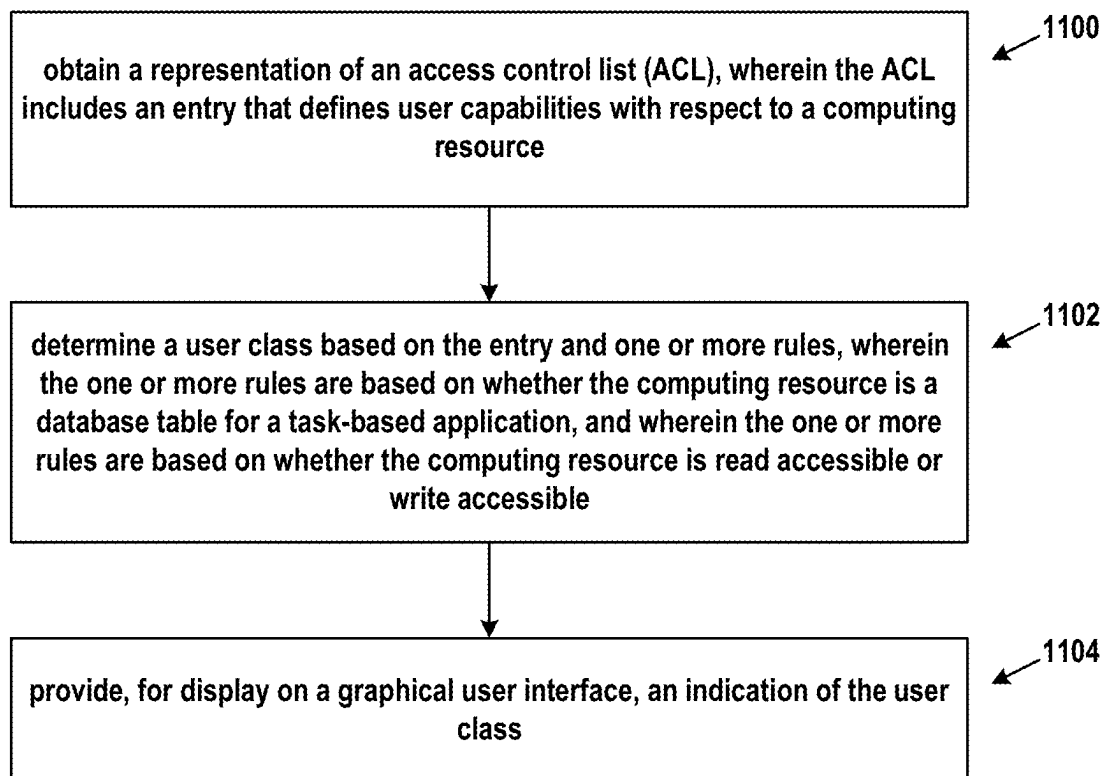 1100
obtain a representation of an access control list (ACL), wherein the ACL
includes an entry that defines user capabilities with respect to a computing
resource
1102
determine a user class based on the entry and one or more rules, wherein
the one or more rules are based on whether the computing resource is a
database table for a task-based application, and wherein the one or more
rules are based on whether the computing resource is read accessible or
write accessible
1104
provide, for display on a graphical user interface, an indication of the user
class